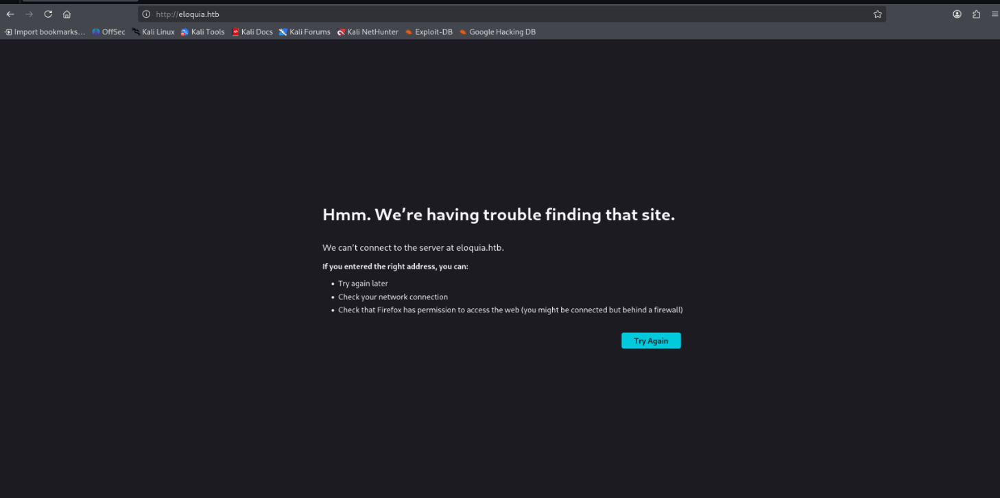 http://eloquia.htb
Import bookmarks... OffSec Kali Linux Kali Tools Kali Docs Kali Forums Kali NetHunter Exploit-DB Google Hacking DB
Hmm. We’re having trouble finding that site.
We can’t connect to the server at eloquia.htb.
If you entered the right address, you can:
• Try again later
• Check your network connection
• Check that Firefox has permission to access the web (you might be connected but behind a firewall)
Try Again